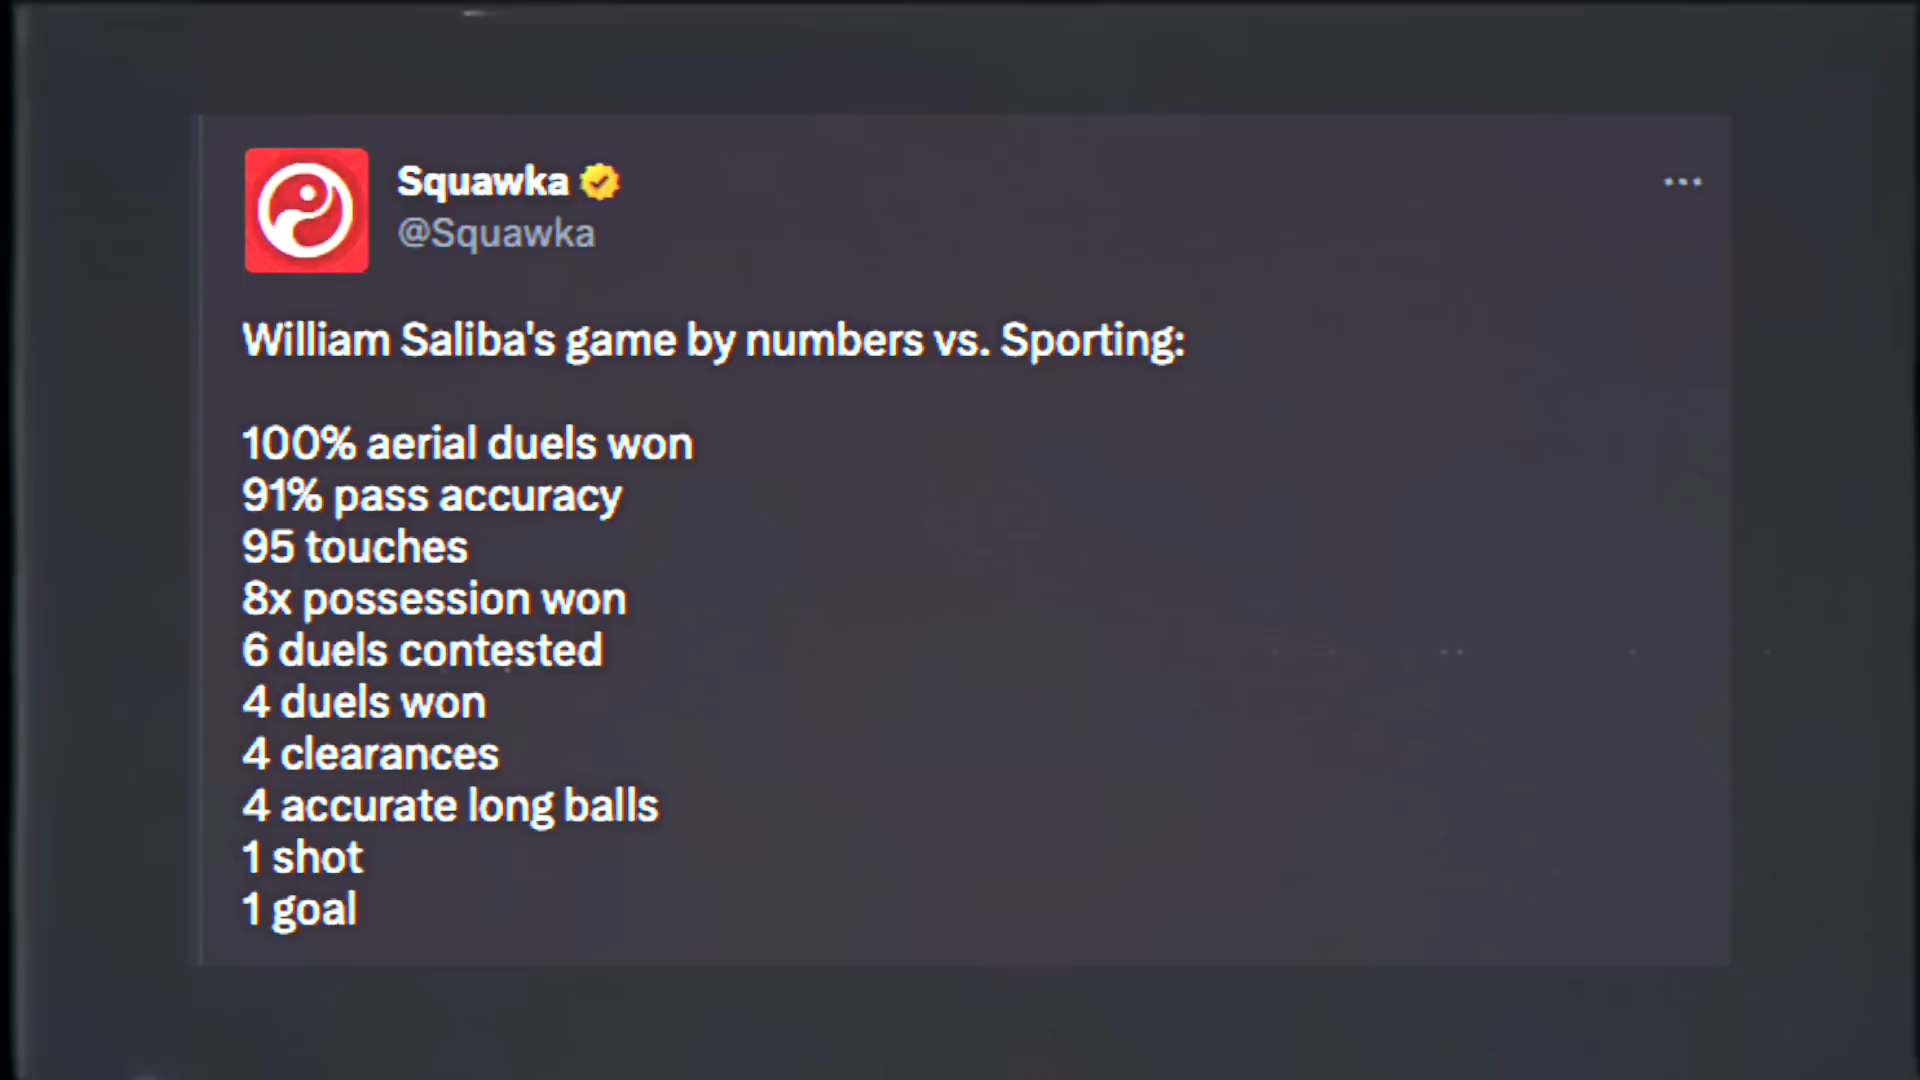 Squawka
@Squawka
William Saliba's game by numbers vs. Sporting:
100% aerial duels won
91% pass accuracy
95 touches
8x possession won
6 duels contested
4 duels won
4 clearances
4 accurate long balls
1 shot
1 goal